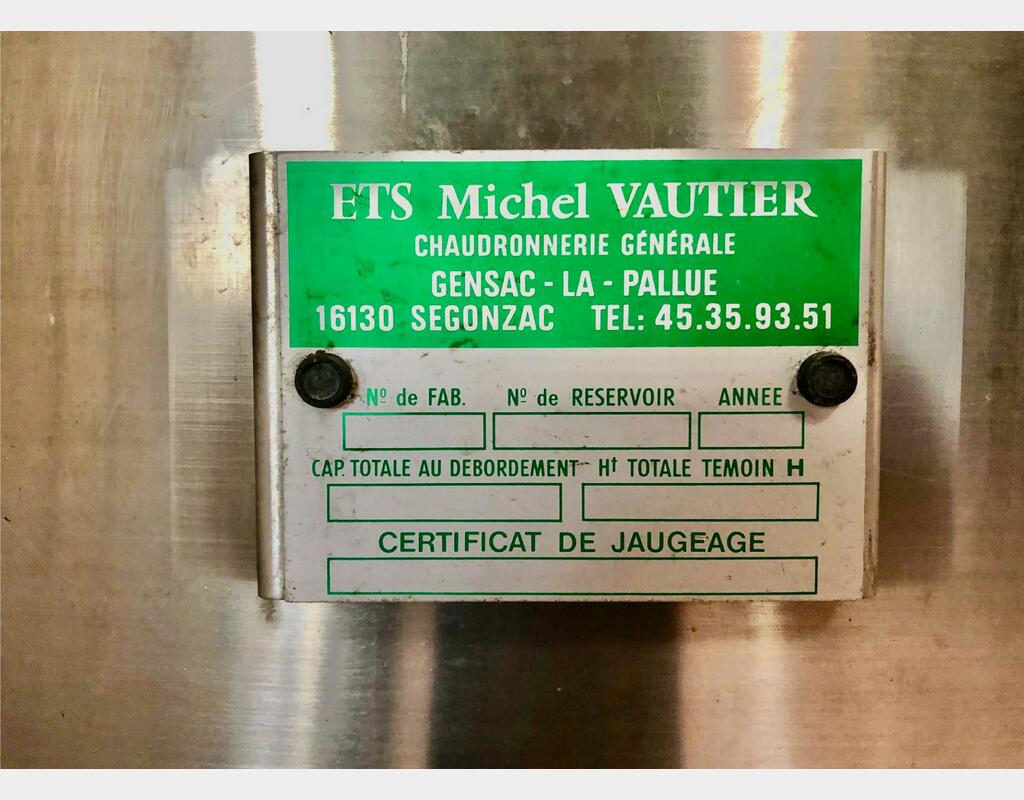 ETS Michel VAUTIER
CHAUDRONNERIE GÉNÉRALE
GENSAC - LA - PALLUE
16130 SEGONZAC TEL: 45.35.93.51
Nº de FAB. Nº de RESERVOIR ANNEE
CAP. TOTALE AU DEBORDEMENT Ht TOTALE TEMOIN H
CERTIFICAT DE JAUGEAGE